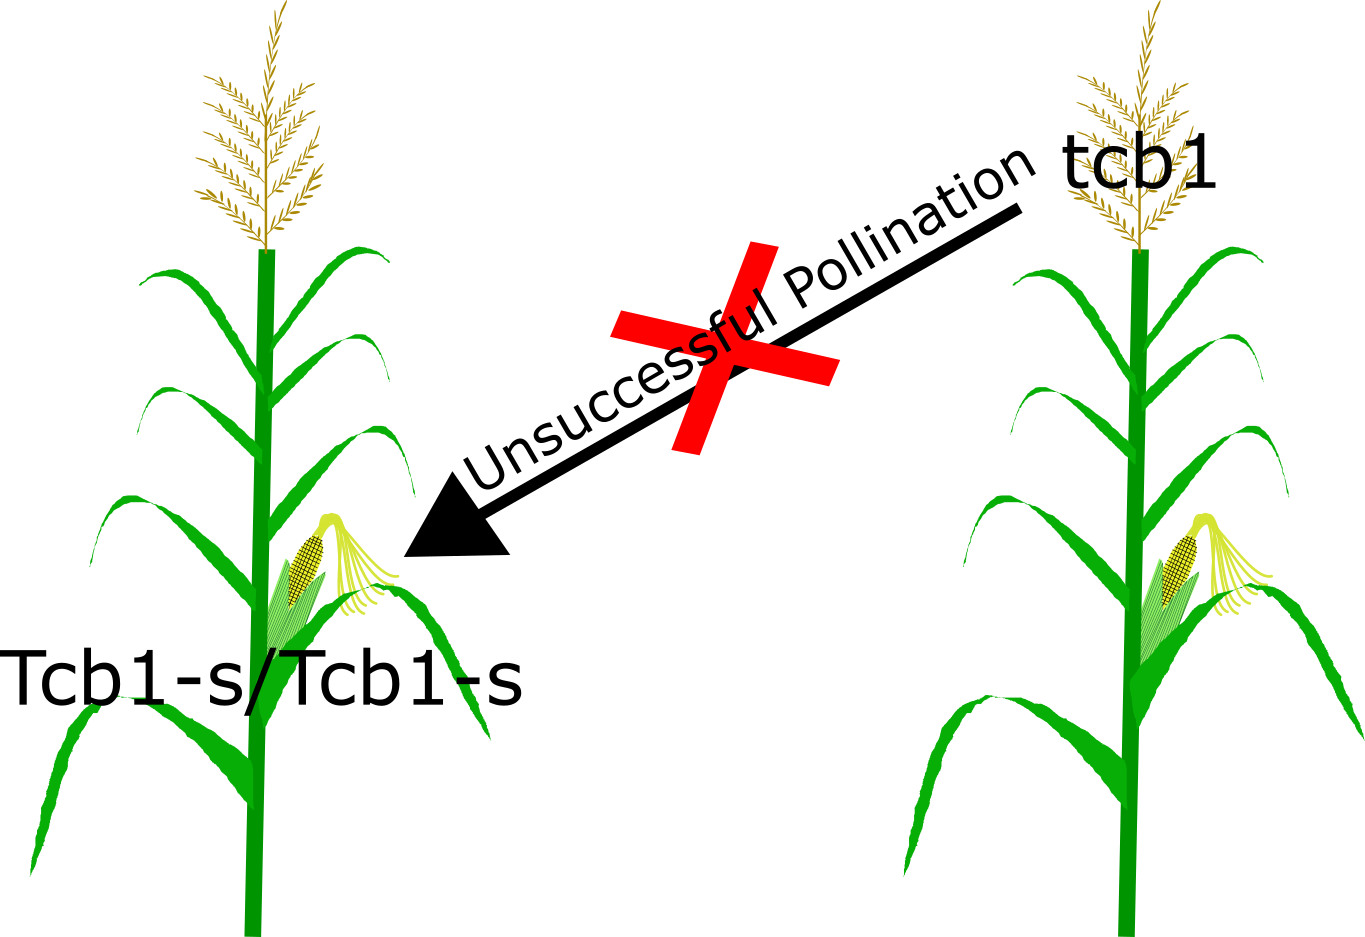 tcb1
Unsuccessful Pollination
Tcb1-s/Tcb1-s